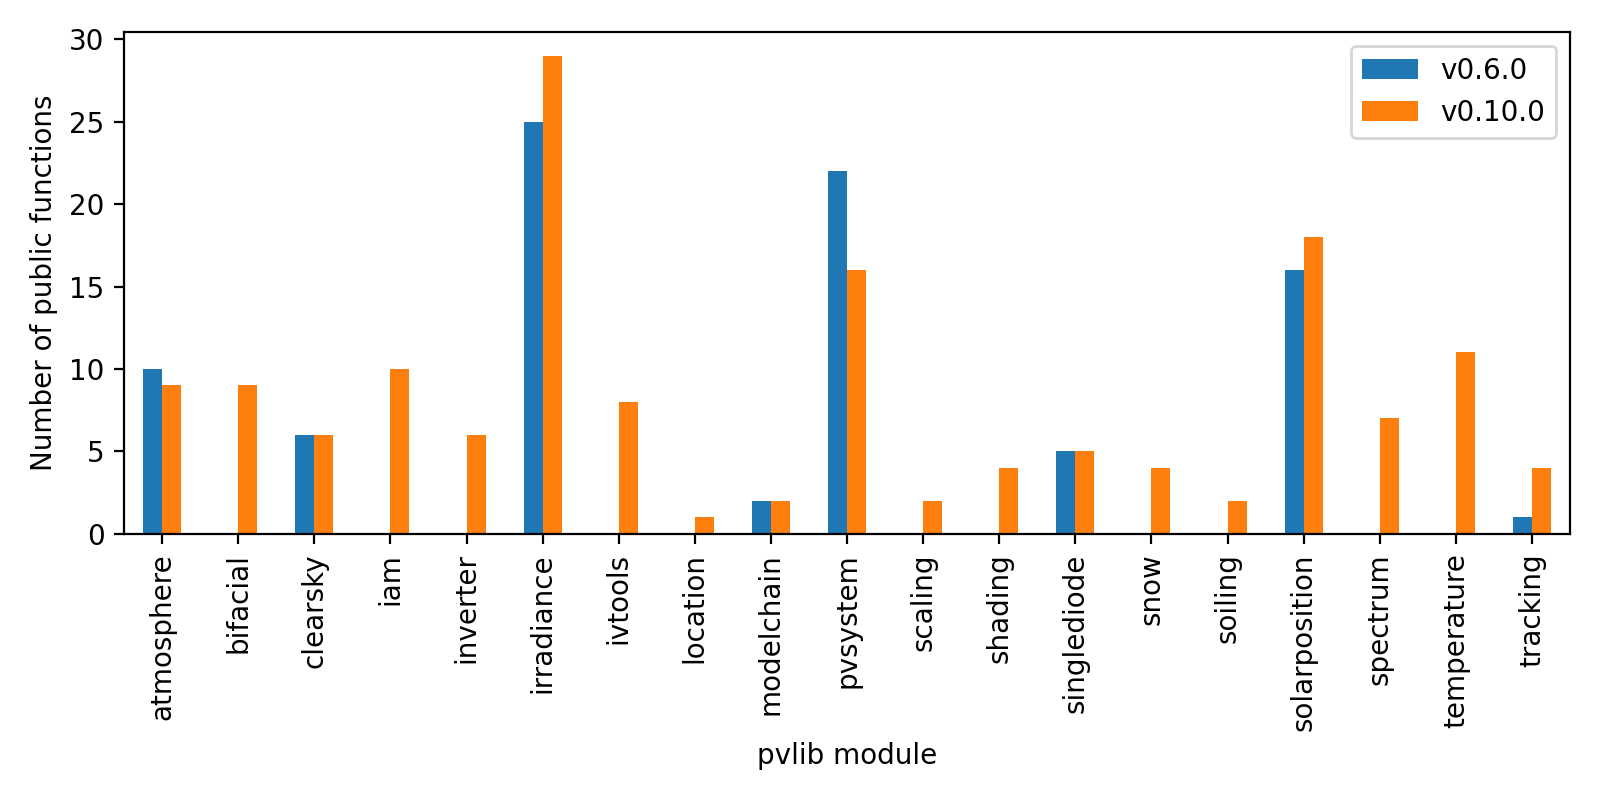 30
25
20
15
10
5
0
Number of public functions
v0.6.0
v0.10.0
atmosphere
bifacial
clearsky
iam
inverter
irradiance
ivtools
location
modelchain
pvsystem
scaling
shading
singlediode
snow
soiling
solarposition
spectrum
temperature
tracking
pvlib module